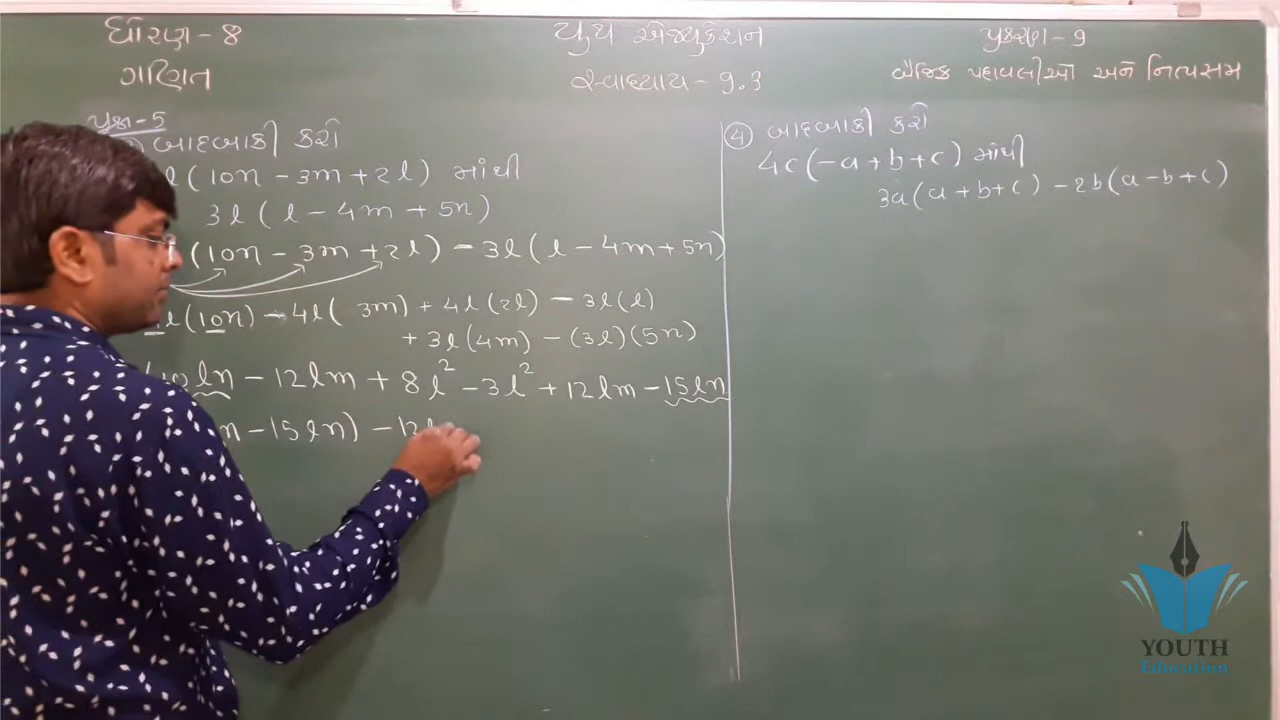 ધોરણ - 8
ગણિત
યુથ એજ્યુકેશન
સ્વાધ્યાય - 9.3
પ્રકરણ - 9
બૈજિક પદાવલીઓ અને નિત્યસમ
પ્રશ્ન - 5
બાદબાકી કરો
l (10n - 3m + 2l) માંથી
3l (l - 4m + 5n)
(10n - 3m + 2l) - 3l (l - 4m + 5n)
l(10n) - 4l( 3m) + 4l(2l) - 3l(l)
+ 3l(4m) - (3l)(5n)
ln - 12lm + 8l² - 3l² + 12lm - 15ln
n - 15ln) - 12l
④ બાદબાકી કરો
4c(-a + b + c) માંથી
3a(a + b + c) - 2b(a - b + c)
YOUTH
Education